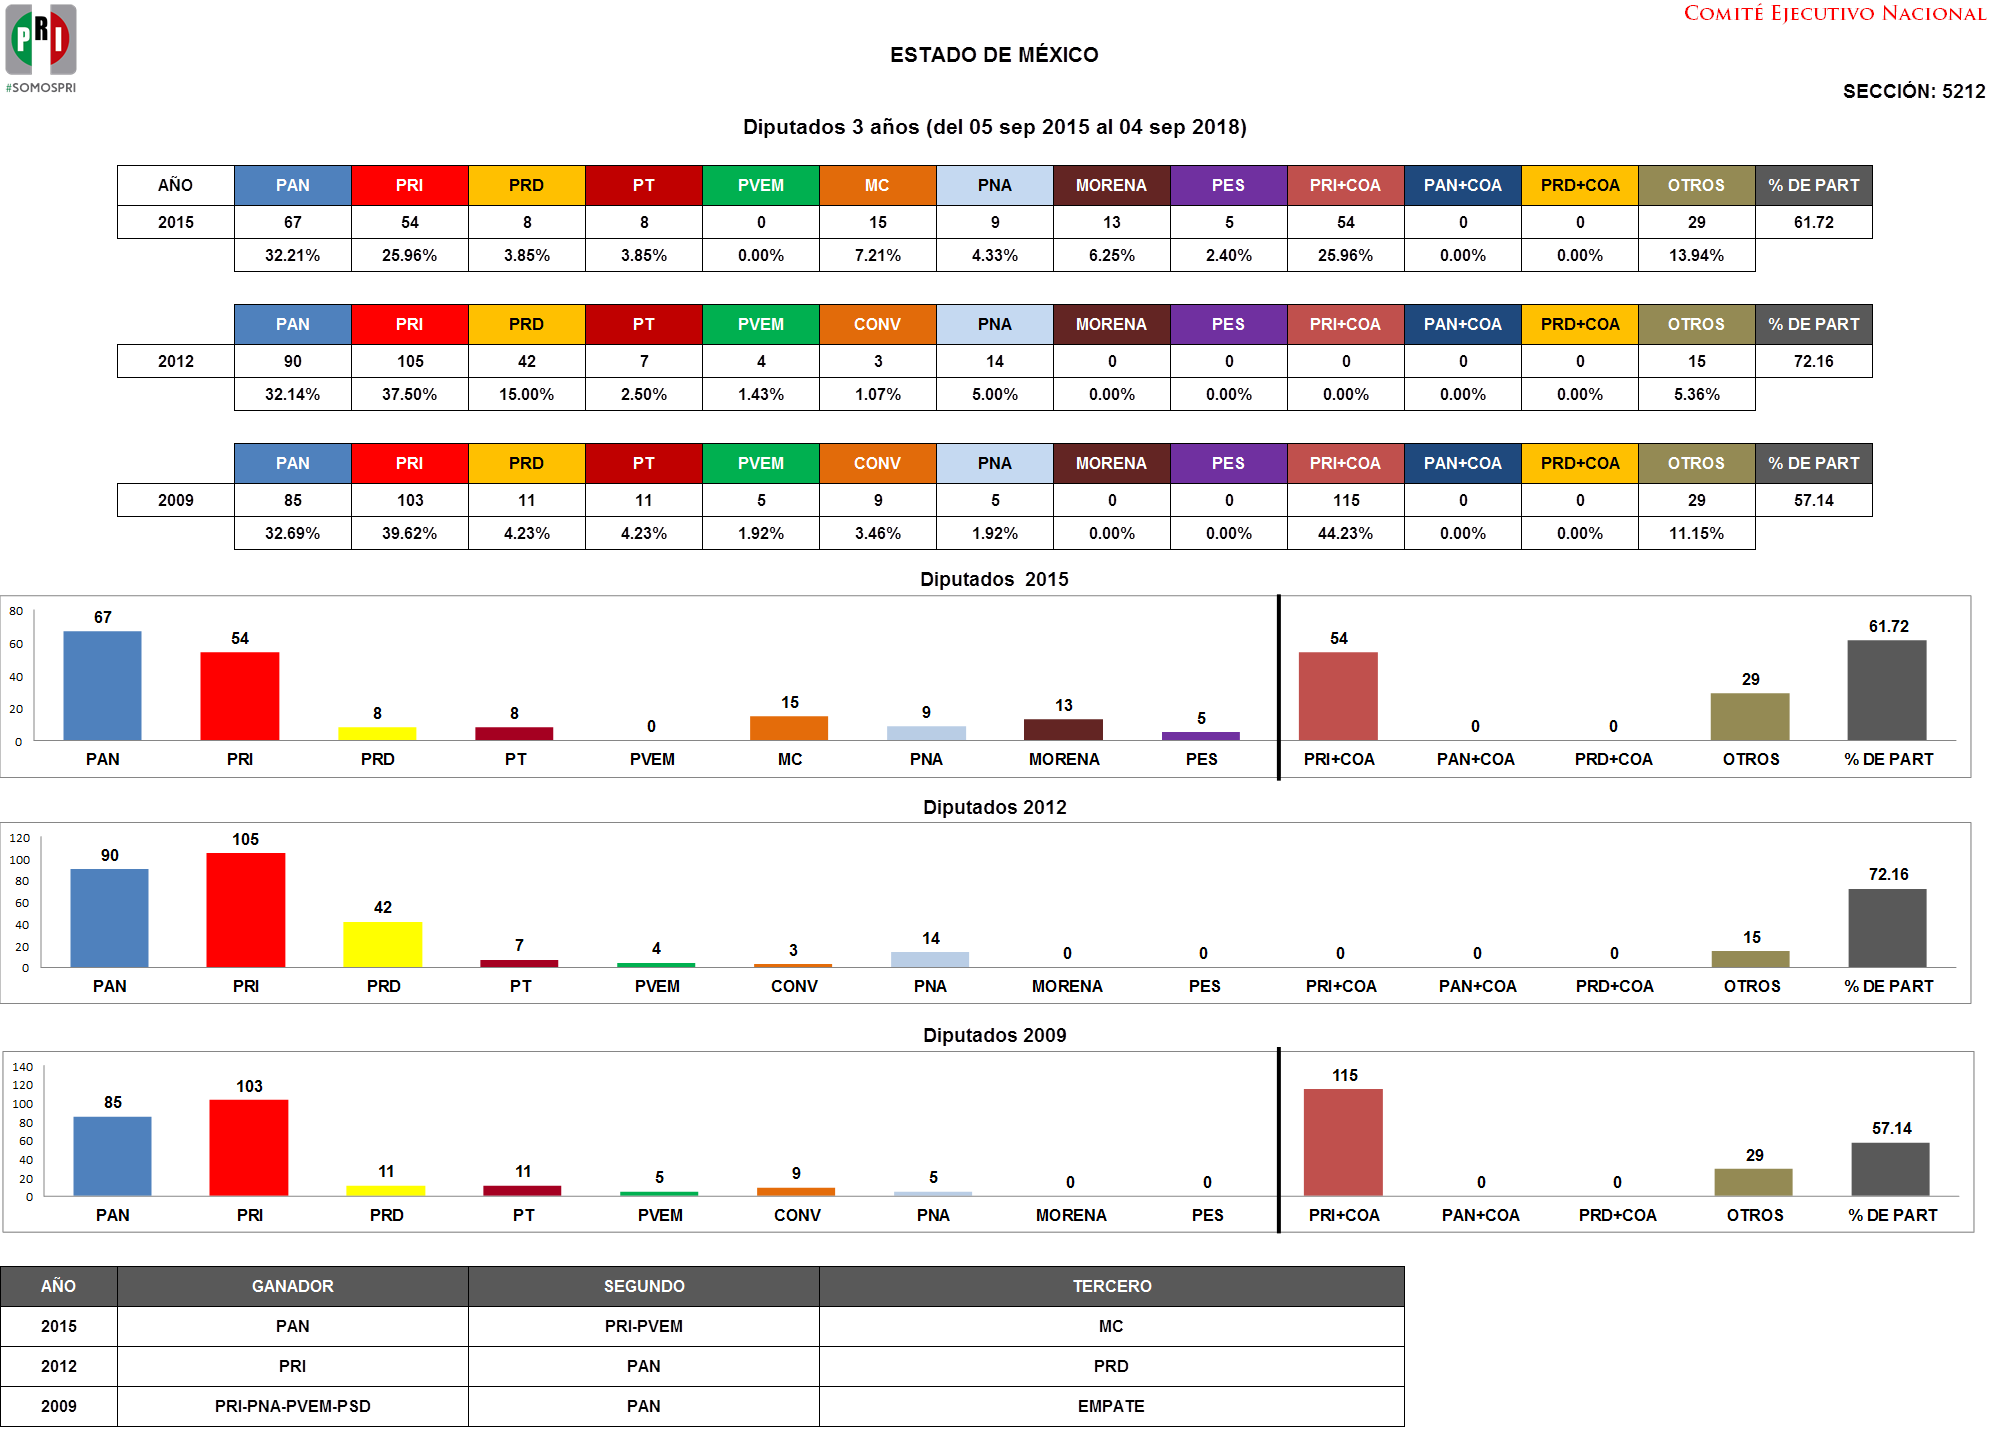 PRI
#SOMOSPRI
COMITÉ EJECUTIVO NACIONAL
ESTADO DE MÉXICO
SECCIÓN: 5212
Diputados 3 años (del 05 sep 2015 al 04 sep 2018)
AÑO PAN PRI PRD PT PVEM MC PNA MORENA PES PRI+COA PAN+COA PRD+COA OTROS % DE PART
2015 67 54 8 8 0 15 9 13 5 54 0 0 29 61.72
32.21% 25.96% 3.85% 3.85% 0.00% 7.21% 4.33% 6.25% 2.40% 25.96% 0.00% 0.00% 13.94%
PAN PRI PRD PT PVEM CONV PNA MORENA PES PRI+COA PAN+COA PRD+COA OTROS % DE PART
2012 90 105 42 7 4 3 14 0 0 0 0 0 15 72.16
32.14% 37.50% 15.00% 2.50% 1.43% 1.07% 5.00% 0.00% 0.00% 0.00% 0.00% 0.00% 5.36%
PAN PRI PRD PT PVEM CONV PNA MORENA PES PRI+COA PAN+COA PRD+COA OTROS % DE PART
2009 85 103 11 11 5 9 5 0 0 115 0 0 29 57.14
32.69% 39.62% 4.23% 4.23% 1.92% 3.46% 1.92% 0.00% 0.00% 44.23% 0.00% 0.00% 11.15%
Diputados 2015
80
60
40
20
0
67 54 8 8 0 15 9 13 5 54 0 0 29 61.72
PAN PRI PRD PT PVEM MC PNA MORENA PES PRI+COA PAN+COA PRD+COA OTROS % DE PART
Diputados 2012
120
100
80
60
40
20
0
90 105 42 7 4 3 14 0 0 0 0 0 15 72.16
PAN PRI PRD PT PVEM CONV PNA MORENA PES PRI+COA PAN+COA PRD+COA OTROS % DE PART
Diputados 2009
140
120
100
80
60
40
20
0
85 103 11 11 5 9 5 0 0 115 0 0 29 57.14
PAN PRI PRD PT PVEM CONV PNA MORENA PES PRI+COA PAN+COA PRD+COA OTROS % DE PART
AÑO GANADOR SEGUNDO TERCERO
2015 PAN PRI-PVEM MC
2012 PRI PAN PRD
2009 PRI-PNA-PVEM-PSD PAN EMPATE